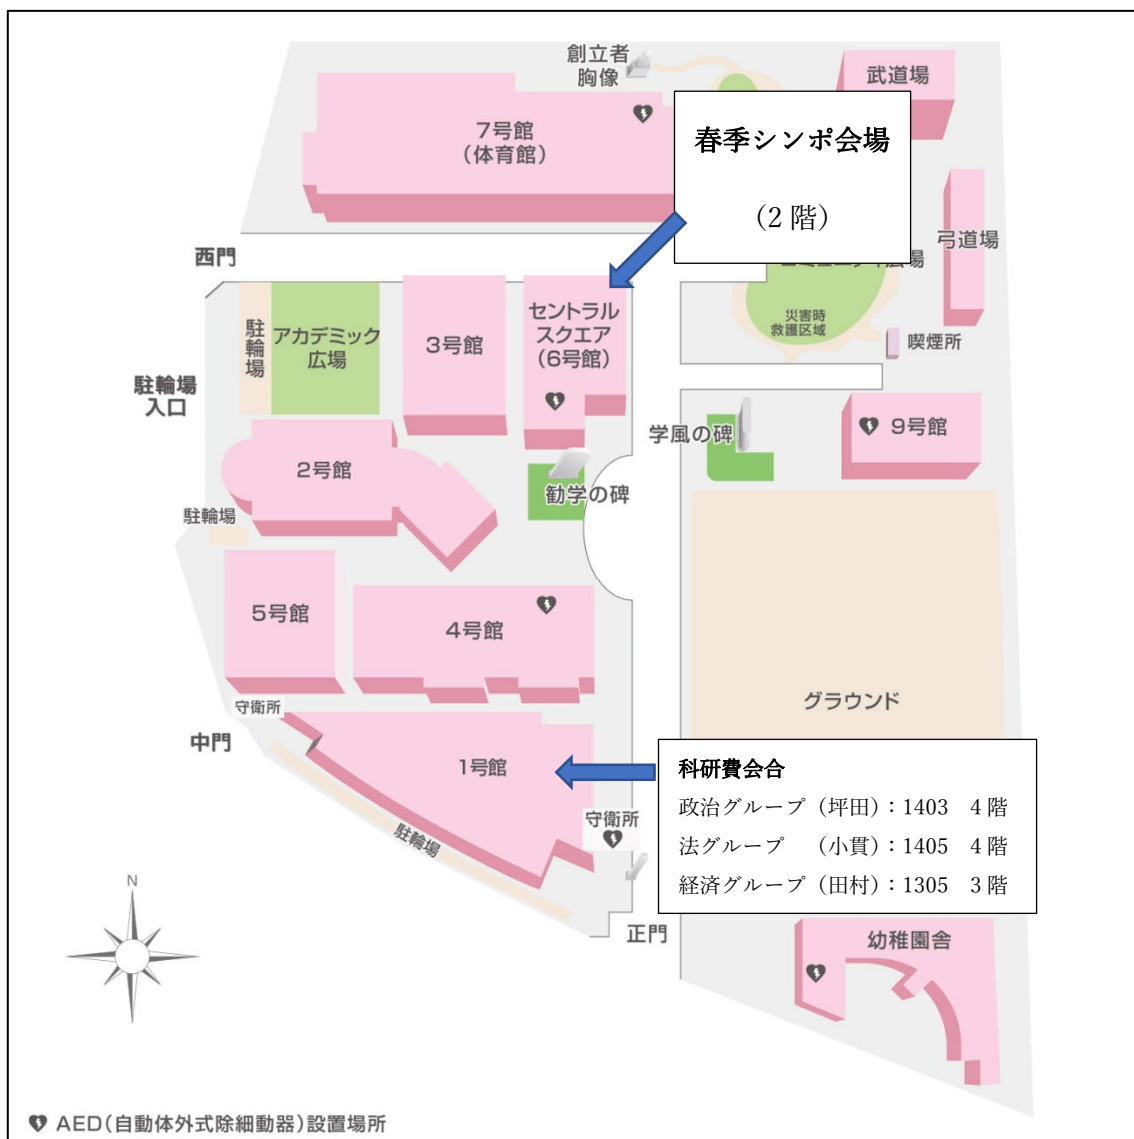 創立者
胸像
武道場
7号館
(体育館)
春季シンポ会場
(2階)
弓道場
西門
災害時
救護区域
喫煙所
駐輪場
アカデミック
広場
3号館
セントラル
スクエア
(6号館)
駐輪場
入口
学風の碑
9号館
2号館
勧学の碑
駐輪場
5号館
4号館
グラウンド
守衛所
中門
1号館
科研費会合
政治グループ(坪田):1403 4階
法グループ (小貫):1405 4階
経済グループ(田村):1305 3階
守衛所
駐輪場
N
正門
幼稚園舎
AED(自動体外式除細動器)設置場所